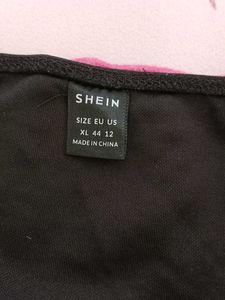 SHEIN
SIZE EU US
XL 44 12
MADE IN CHINA